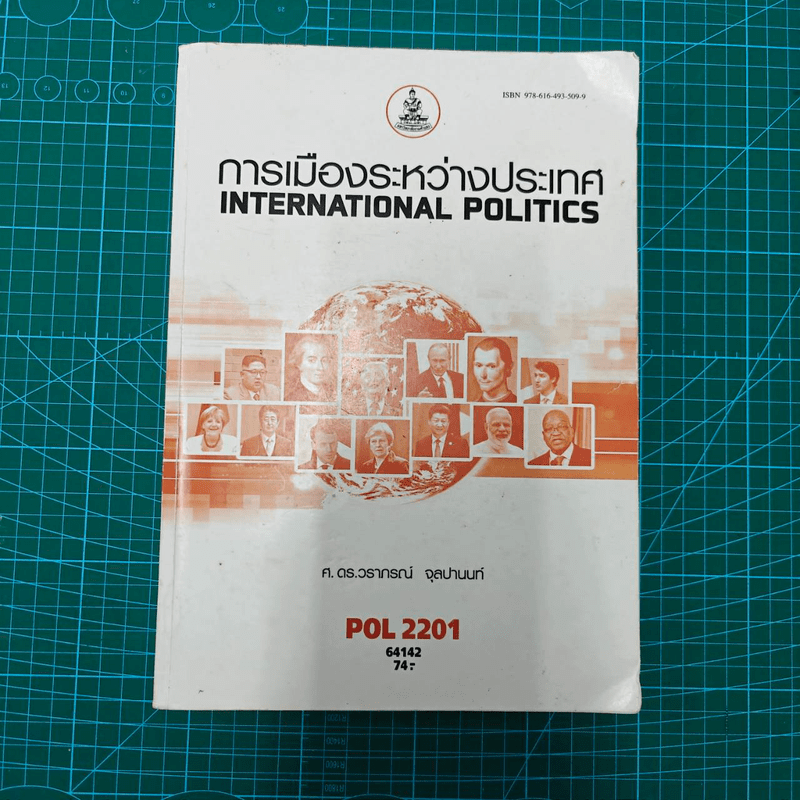 ISBN 978-616-493-509-9
การเมืองระหว่างประเทศ
INTERNATIONAL POLITICS
ศ. ดร.วราภรณ์ จุลปานนท์
POL 2201
64142
74.-